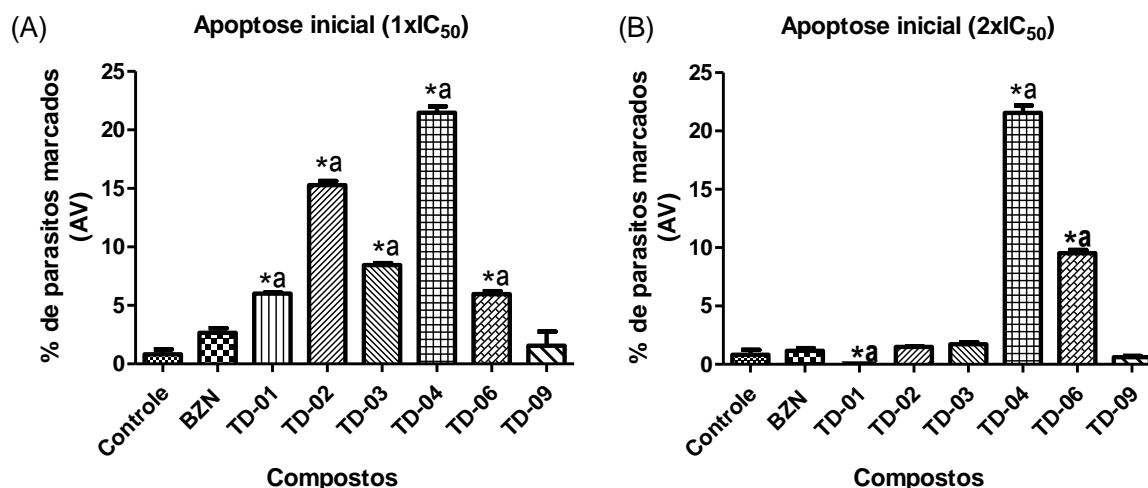 (A)
Apoptose inicial (1xIC50)
% de parasitos marcados
(AV)
25
20
15
10
5
0
*a
*a
*a
*a
*a
Controle
BZN
TD-01
TD-02
TD-03
TD-04
TD-06
TD-09
Compostos
(B)
Apoptose inicial (2xIC50)
% de parasitos marcados
(AV)
25
20
15
10
5
0
*a
*a
*a
Controle
BZN
TD-01
TD-02
TD-03
TD-04
TD-06
TD-09
Compostos